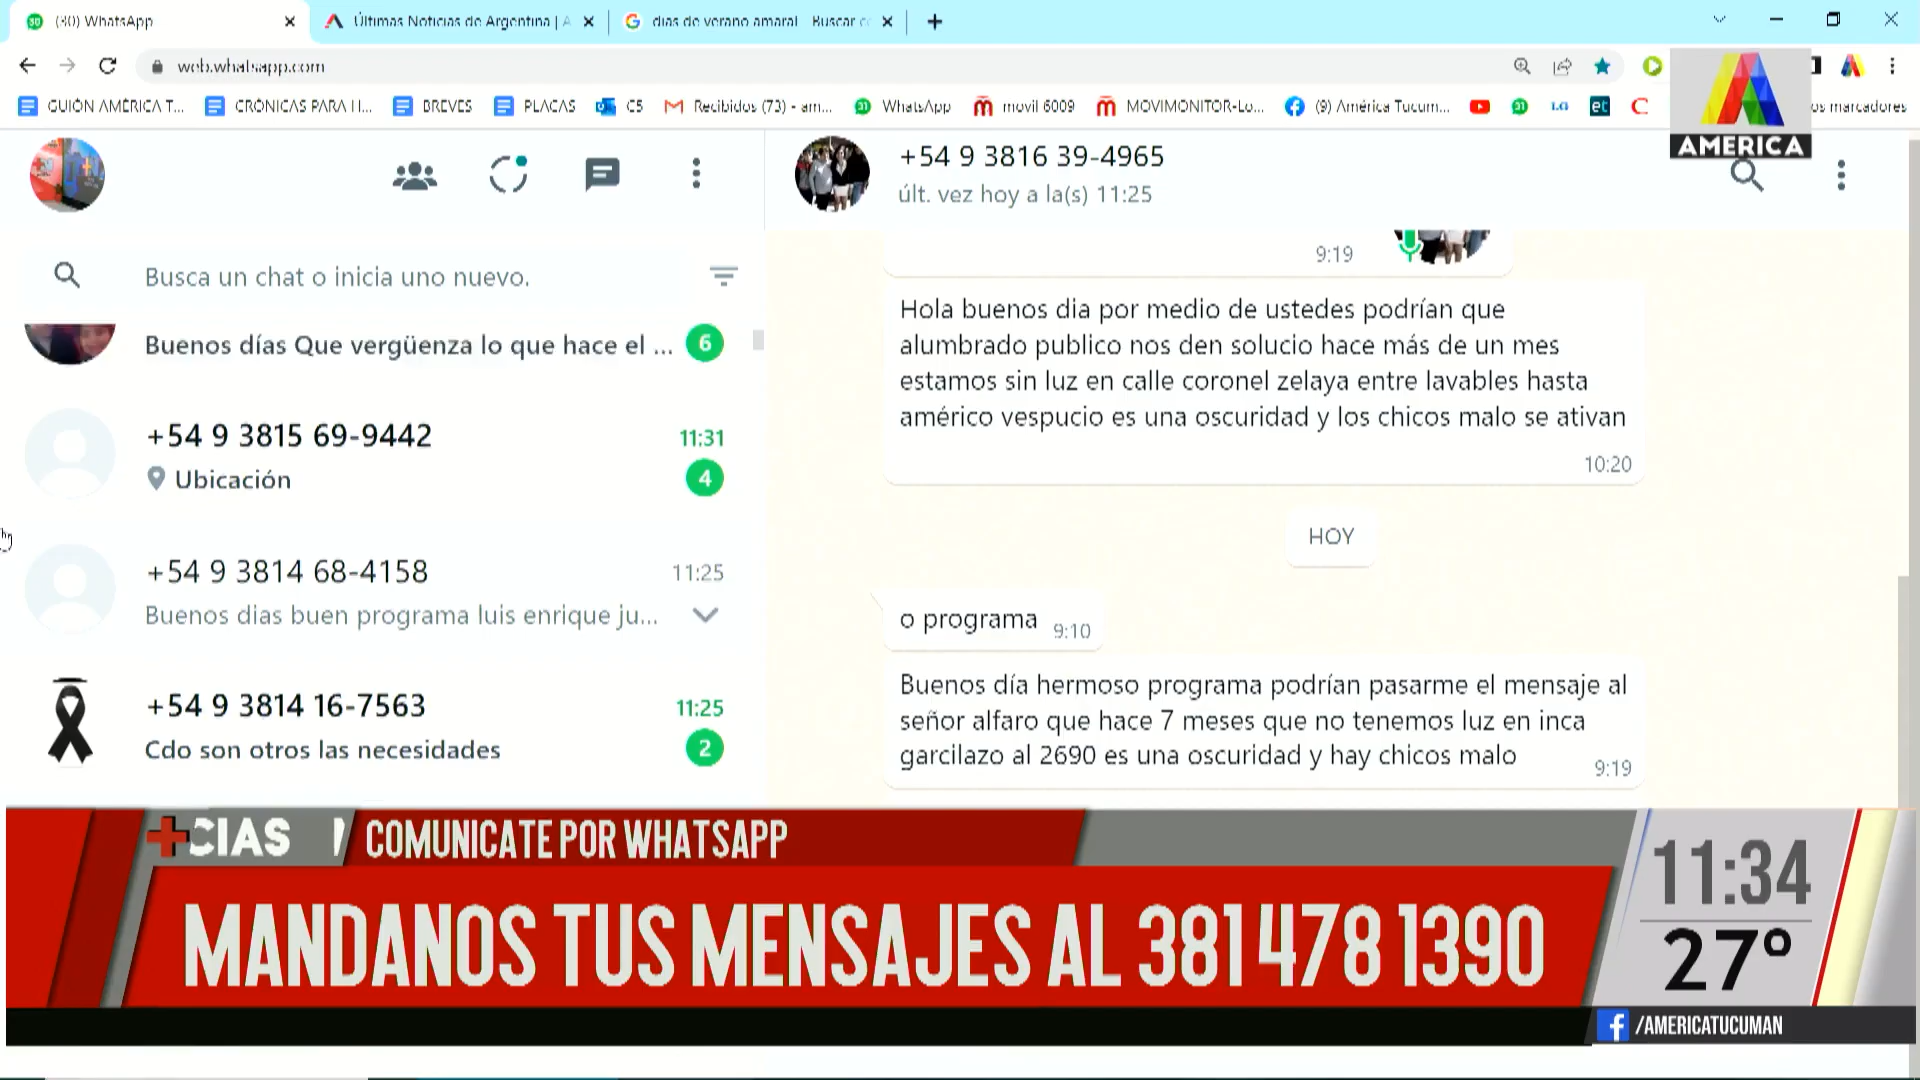 (30) WhatsApp
Últimas Noticias de Argentina | A
dias de verano amaral - Buscar c
web.whatsapp.com
GUIÓN AMÉRICA T...
CRÓNICAS PARA
BREVES
PLACAS
C5
Recibidos (73) - am...
WhatsApp
movil 6009
MOVIMONITOR-Lo...
(9) América Tucum...
LG
et
os marcadores
AMERICA
+54 9 3816 39-4965
últ. vez hoy a la(s) 11:25
Busca un chat o inicia uno nuevo.
Buenos días Que vergüenza lo que hace el ...
6
+54 9 3815 69-9442
11:31
Ubicación
4
+54 9 3814 68-4158
11:25
Buenos dias buen programa luis enrique ju...
+54 9 3814 16-7563
11:25
Cdo son otros las necesidades
2
9:19
Hola buenos dia por medio de ustedes podrían que
alumbrado publico nos den solucio hace más de un mes
estamos sin luz en calle coronel zelaya entre lavables hasta
américo vespucio es una oscuridad y los chicos malo se ativan
10:20
HOY
o programa
9:10
Buenos día hermoso programa podrían pasarme el mensaje al
señor alfaro que hace 7 meses que no tenemos luz en inca
garcilazo al 2690 es una oscuridad y hay chicos malo
9:19
CIAS
COMUNICATE POR WHATSAPP
MANDANOS TUS MENSAJES AL 381 478 1390
11:34
27°
/AMERICATUCUMAN